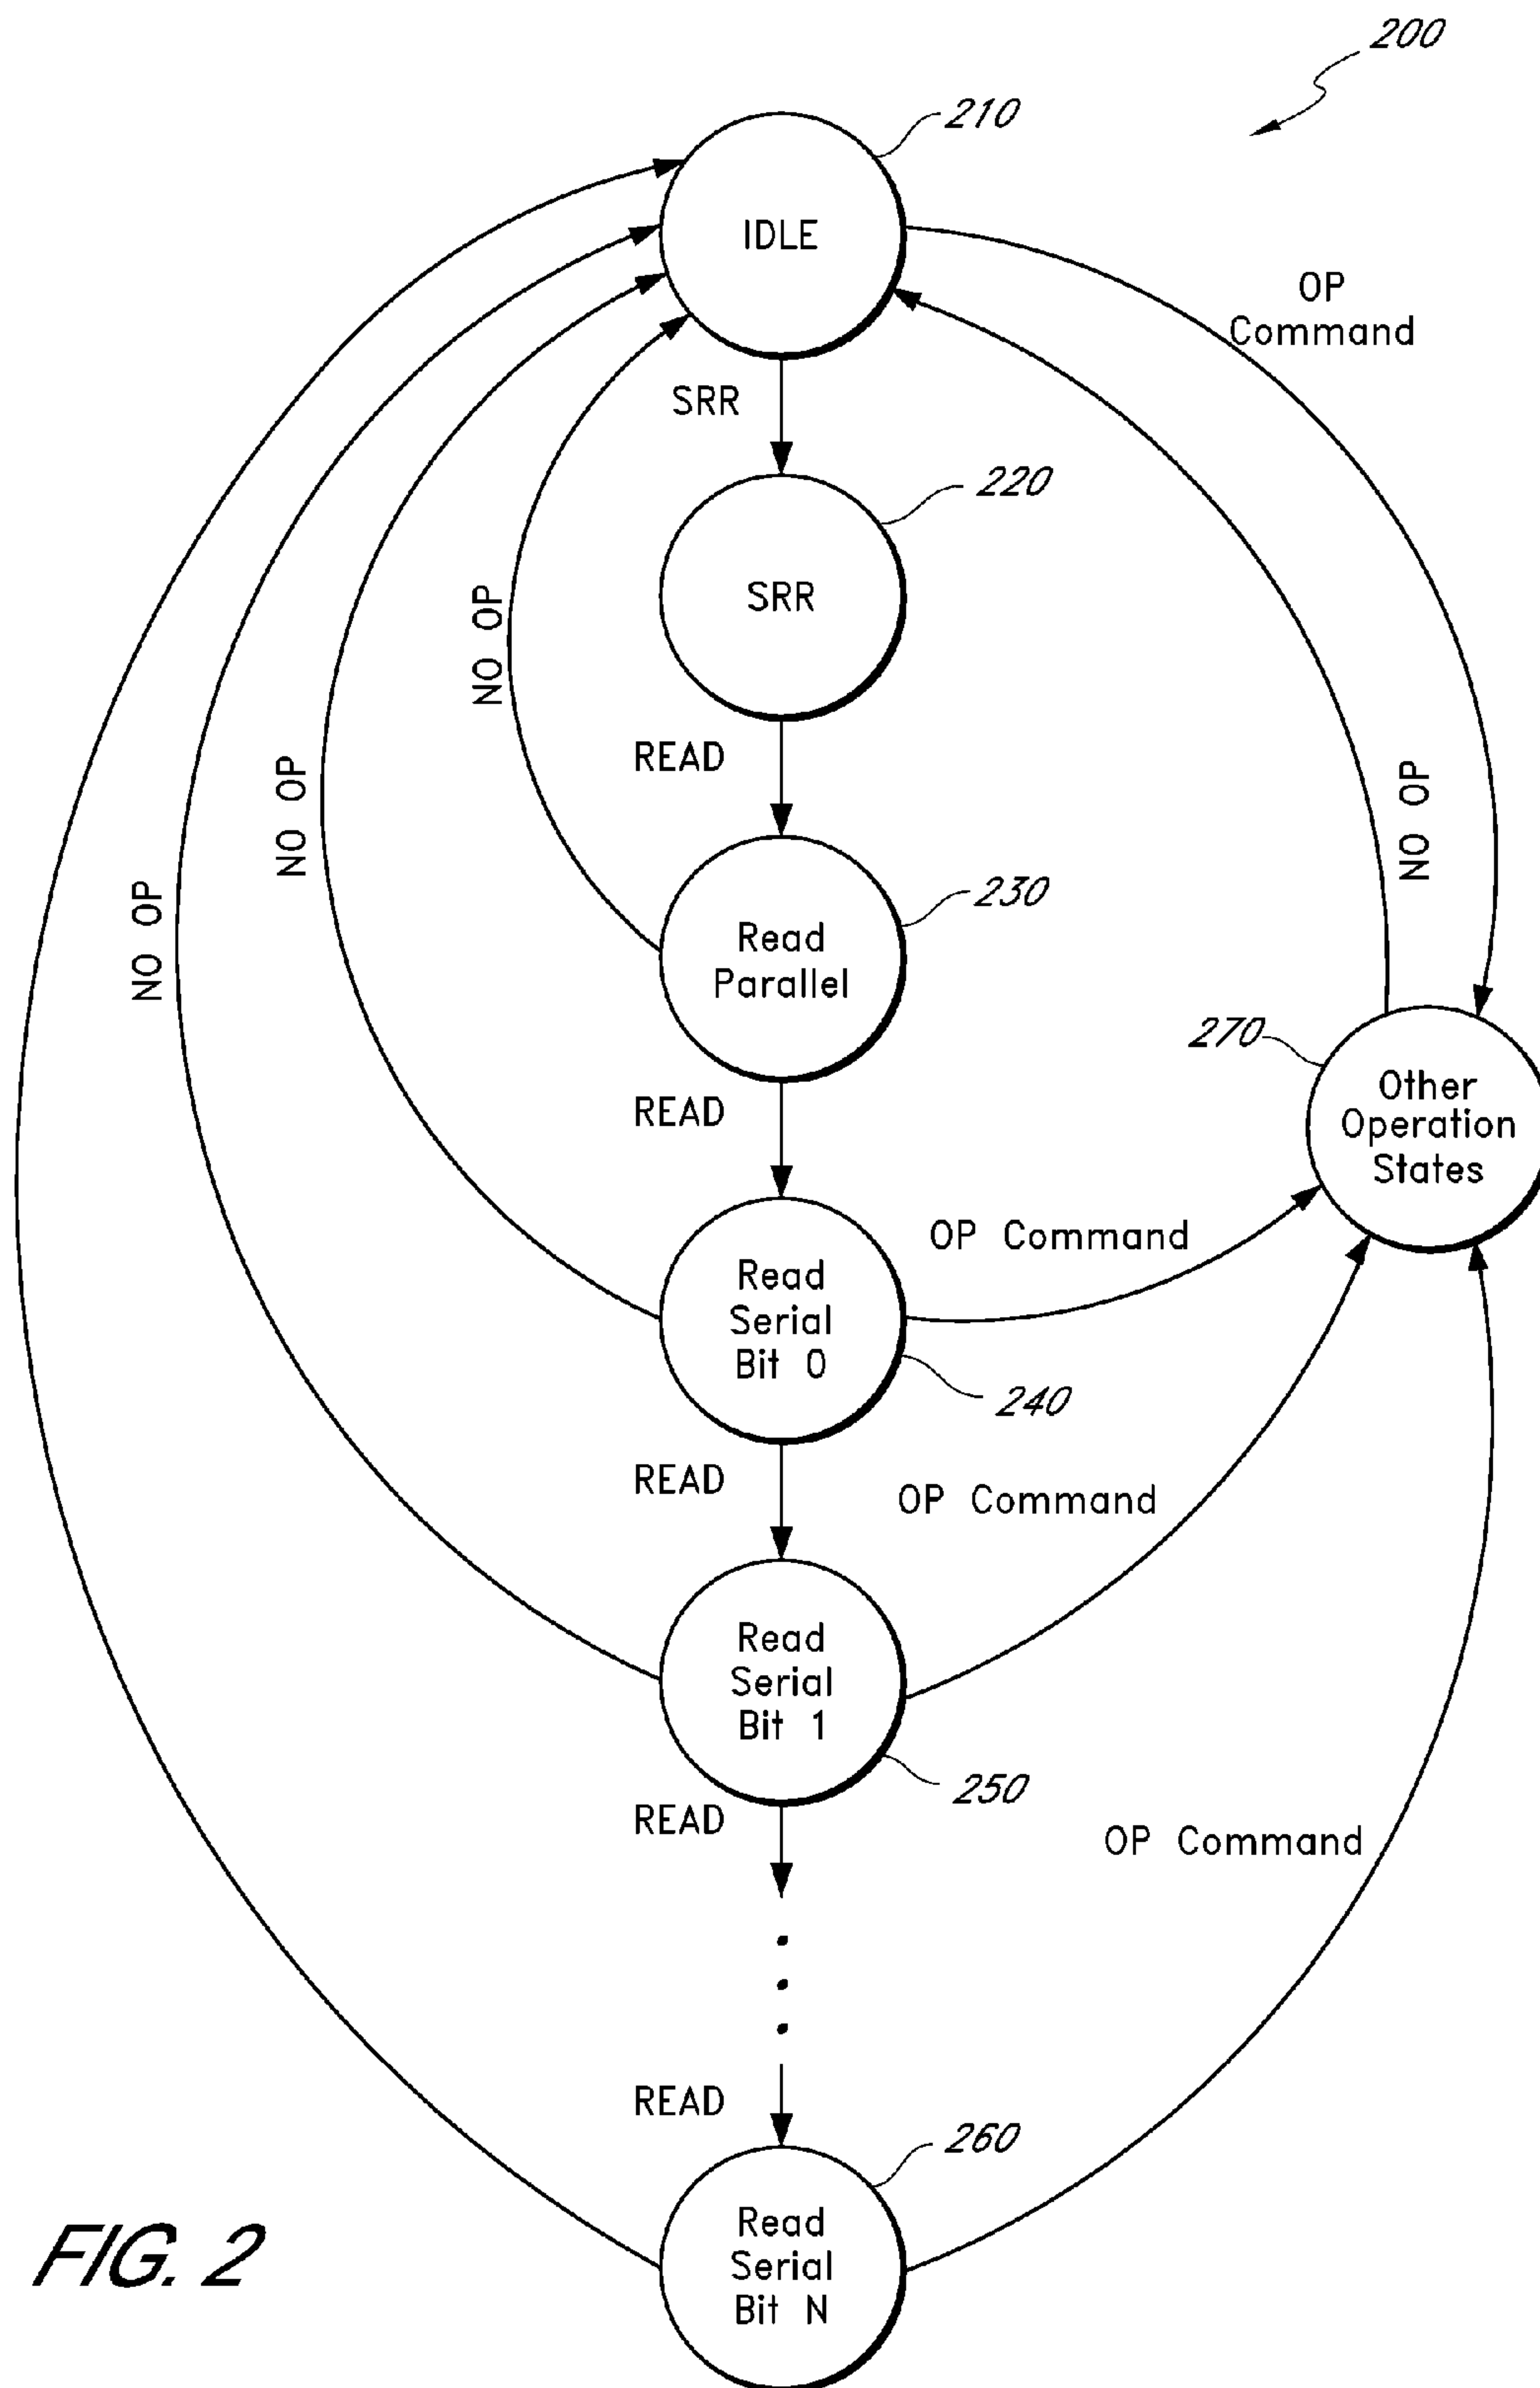 200
210
IDLE
OP
Command
SRR
220
SRR
NO OP
READ
NO OP
NO OP
NO OP
230
Read
Parallel
270
Other
Operation
States
READ
OP Command
Read
Serial
Bit 0
240
READ
OP Command
Read
Serial
Bit 1
250
READ
OP Command
READ
260
Read
Serial
Bit N
FIG. 2